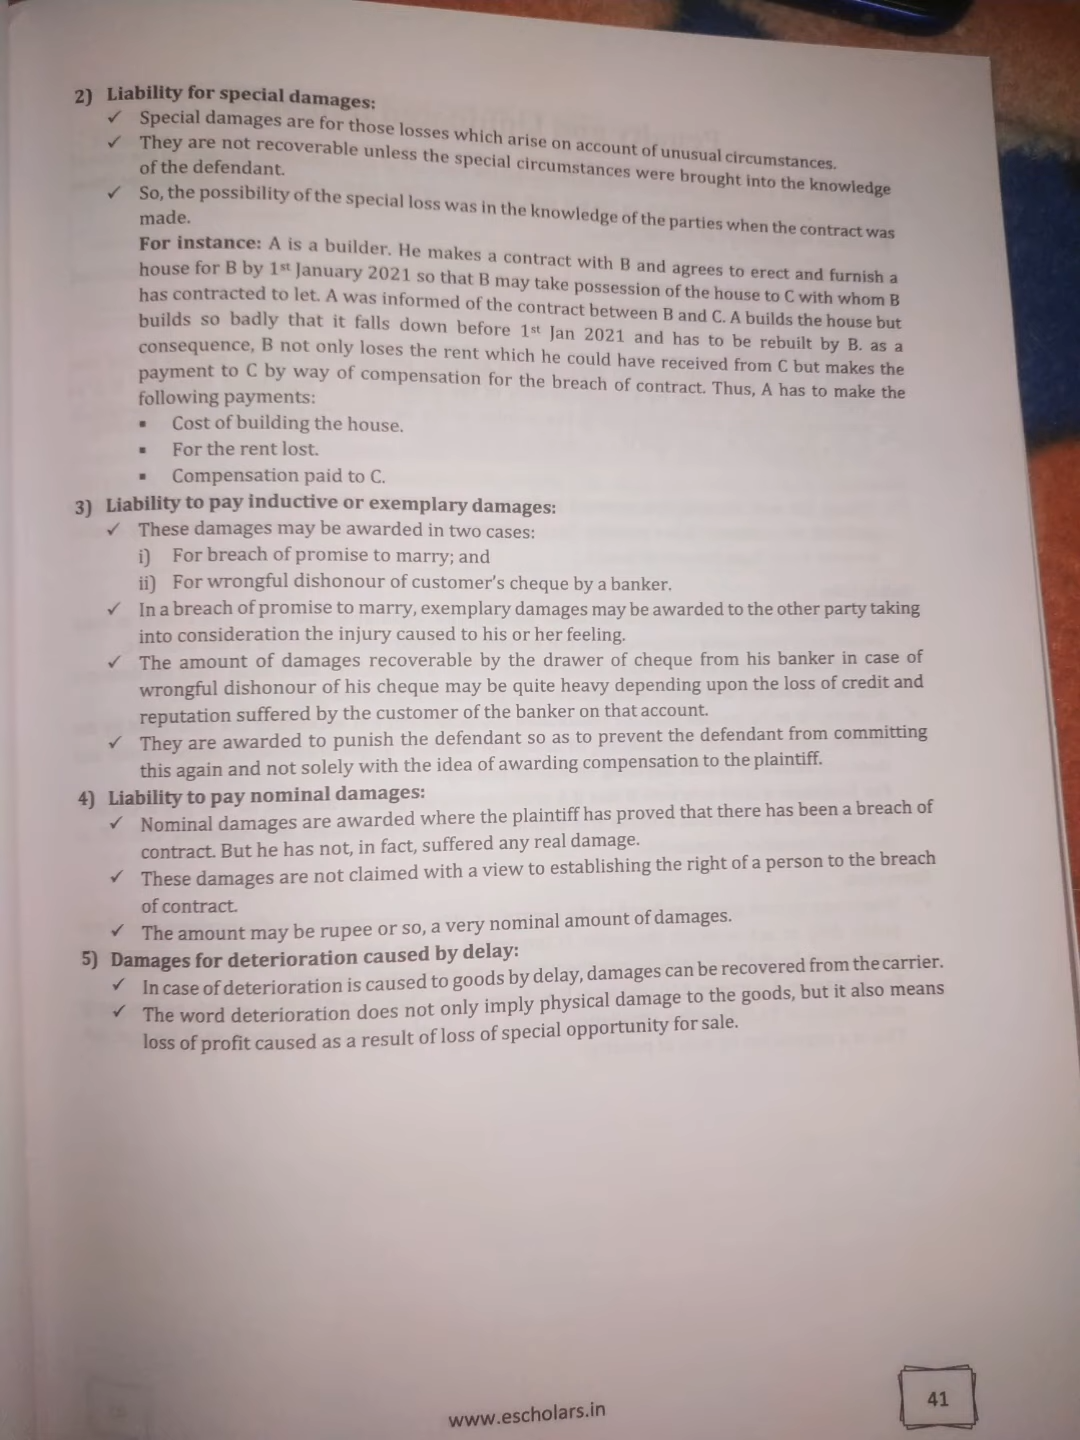 2) Liability for special damages:
✓ Special damages are for those losses which arise on account of unusual circumstances.
✓ They are not recoverable unless the special circumstances were brought into the knowledge
of the defendant.
✓ So, the possibility of the special loss was in the knowledge of the parties when the contract was
made.
For instance: A is a builder. He makes a contract with B and agrees to erect and furnish a
house for B by 1st January 2021 so that B may take possession of the house to C with whom B
has contracted to let. A was informed of the contract between B and C. A builds the house but
builds so badly that it falls down before 1st Jan 2021 and has to be rebuilt by B. as a
consequence, B not only loses the rent which he could have received from C but makes the
payment to C by way of compensation for the breach of contract. Thus, A has to make the
following payments:
▪ Cost of building the house.
▪ For the rent lost.
▪ Compensation paid to C.
3) Liability to pay inductive or exemplary damages:
✓ These damages may be awarded in two cases:
i) For breach of promise to marry; and
ii) For wrongful dishonour of customer's cheque by a banker.
✓ In a breach of promise to marry, exemplary damages may be awarded to the other party taking
into consideration the injury caused to his or her feeling.
✓ The amount of damages recoverable by the drawer of cheque from his banker in case of
wrongful dishonour of his cheque may be quite heavy depending upon the loss of credit and
reputation suffered by the customer of the banker on that account.
✓ They are awarded to punish the defendant so as to prevent the defendant from committing
this again and not solely with the idea of awarding compensation to the plaintiff.
4) Liability to pay nominal damages:
✓ Nominal damages are awarded where the plaintiff has proved that there has been a breach of
contract. But he has not, in fact, suffered any real damage.
✓ These damages are not claimed with a view to establishing the right of a person to the breach
of contract.
✓ The amount may be rupee or so, a very nominal amount of damages.
5) Damages for deterioration caused by delay:
✓ In case of deterioration is caused to goods by delay, damages can be recovered from the carrier.
✓ The word deterioration does not only imply physical damage to the goods, but it also means
loss of profit caused as a result of loss of special opportunity for sale.
www.escholars.in
41